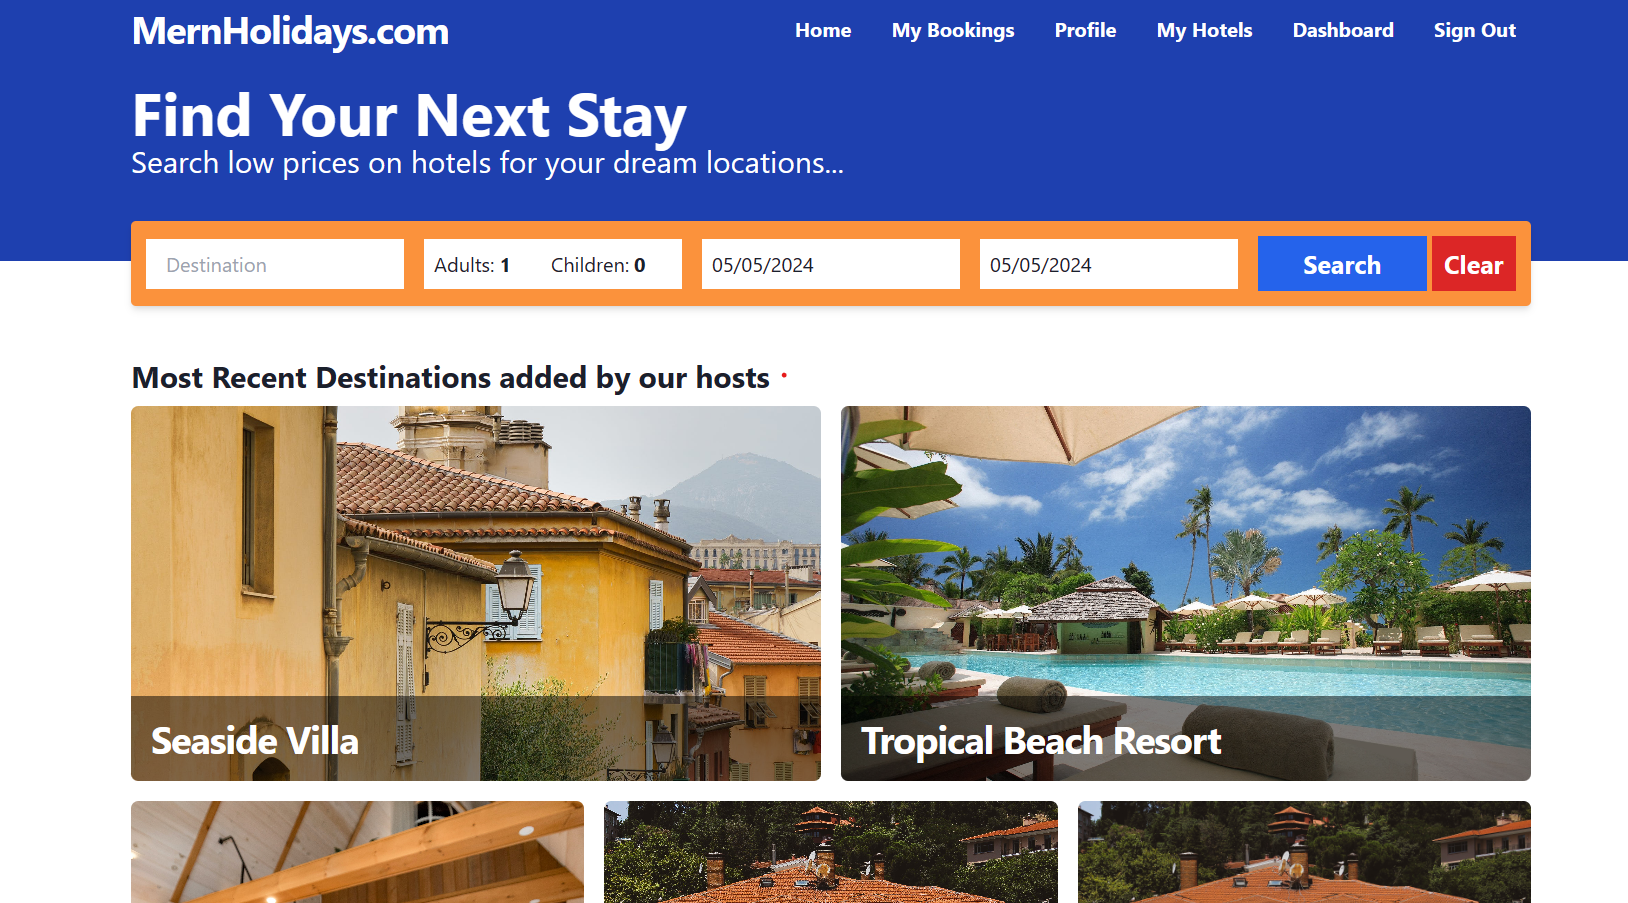 MernHolidays.com
Home My Bookings Profile My Hotels Dashboard Sign Out
Find Your Next Stay
Search low prices on hotels for your dream locations...
Destination Adults: 1 Children: 0 05/05/2024 05/05/2024 Search Clear
Most Recent Destinations added by our hosts
Seaside Villa Tropical Beach Resort